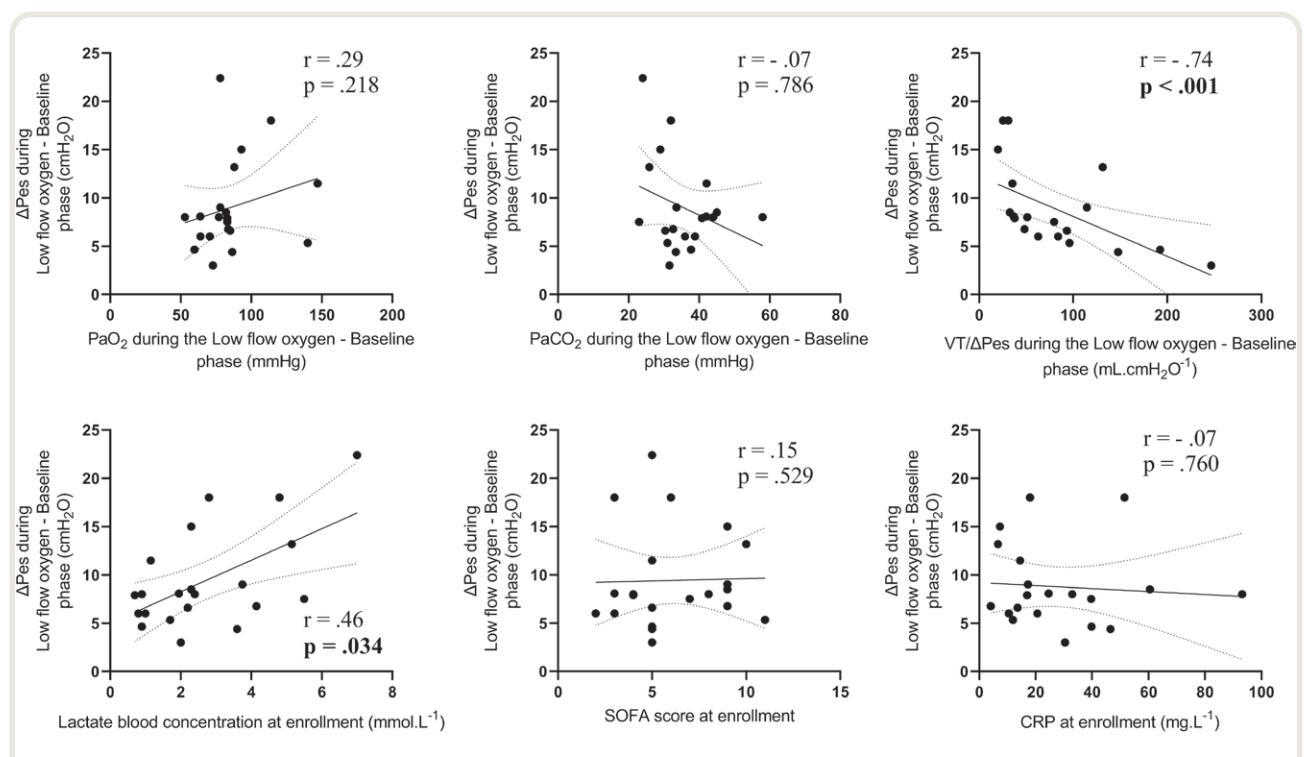 ΔPes during
Low flow oxygen - Baseline
phase (cmH₂O)
25
20
15
10
5
0
r = .29
p = .218
0
50
100
150
200
PaO₂ during the Low flow oxygen - Baseline
phase (mmHg)
ΔPes during
Low flow oxygen - Baseline
phase (cmH₂O)
25
20
15
10
5
0
r = - .07
p = .786
0
20
40
60
80
PaCO₂ during the Low flow oxygen - Baseline
phase (mmHg)
ΔPes during
Low flow oxygen - Baseline
phase (cmH₂O)
25
20
15
10
5
0
r = - .74
p < .001
0
100
200
300
VT/ΔPes during the Low flow oxygen - Baseline
phase (mL.cmH₂O⁻¹)
ΔPes during
Low flow oxygen - Baseline
phase (cmH₂O)
25
20
15
10
5
0
r = .46
p = .034
0
2
4
6
8
Lactate blood concentration at enrollment (mmol.L⁻¹)
ΔPes during
Low flow oxygen - Baseline
phase (cmH₂O)
25
20
15
10
5
0
r = .15
p = .529
0
5
10
15
SOFA score at enrollment
ΔPes during
Low flow oxygen - Baseline
phase (cmH₂O)
25
20
15
10
5
0
r = - .07
p = .760
0
20
40
60
80
100
CRP at enrollment (mg.L⁻¹)